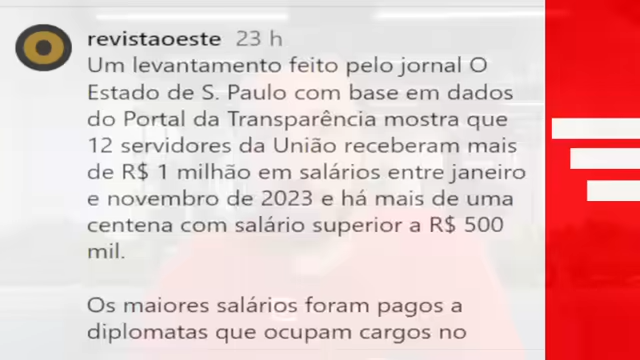 revistaoeste 23 h
Um levantamento feito pelo jornal O
Estado de S. Paulo com base em dados
do Portal da Transparência mostra que
12 servidores da União receberam mais
de R$ 1 milhão em salários entre janeiro
e novembro de 2023 e há mais de uma
centena com salário superior a R$ 500
mil.
Os maiores salários foram pagos a
diplomatas que ocupam cargos no